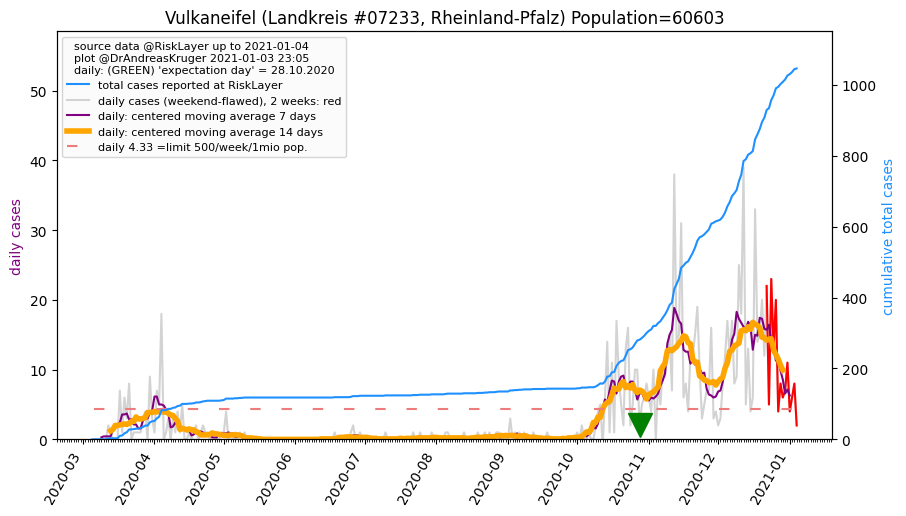 Vulkaneifel (Landkreis #07233, Rheinland-Pfalz) Population=60603
source data @RiskLayer up to 2021-01-04
plot @DrAndreasKruger 2021-01-03 23:05
daily: (GREEN) 'expectation day' = 28.10.2020
total cases reported at RiskLayer
daily cases (weekend-flawed), 2 weeks: red
daily: centered moving average 7 days
daily: centered moving average 14 days
daily 4.33 =limit 500/week/1mio pop.
daily cases
50
40
30
20
10
0
cumulative total cases
1000
800
600
400
200
0
2020-03
2020-04
2020-05
2020-06
2020-07
2020-08
2020-09
2020-10
2020-11
2020-12
2021-01